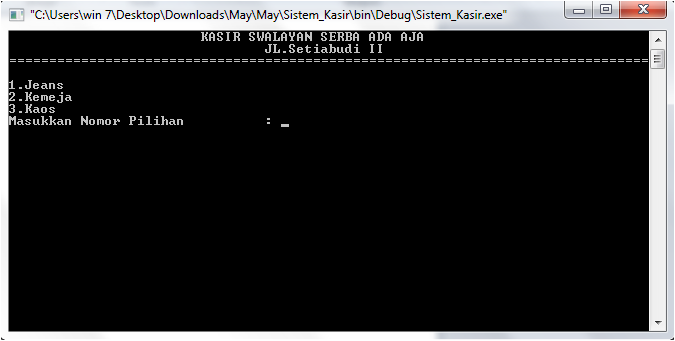 "C:\Users\win 7\Desktop\Downloads\May\May\Sistem_Kasir\bin\Debug\Sistem_Kasir.exe"
KASIR SWALAYAN SERBA ADA AJA
JL.Setiabudi II
================================================================================
1.Jeans
2.Kemeja
3.Kaos
Masukkan Nomor Pilihan : _